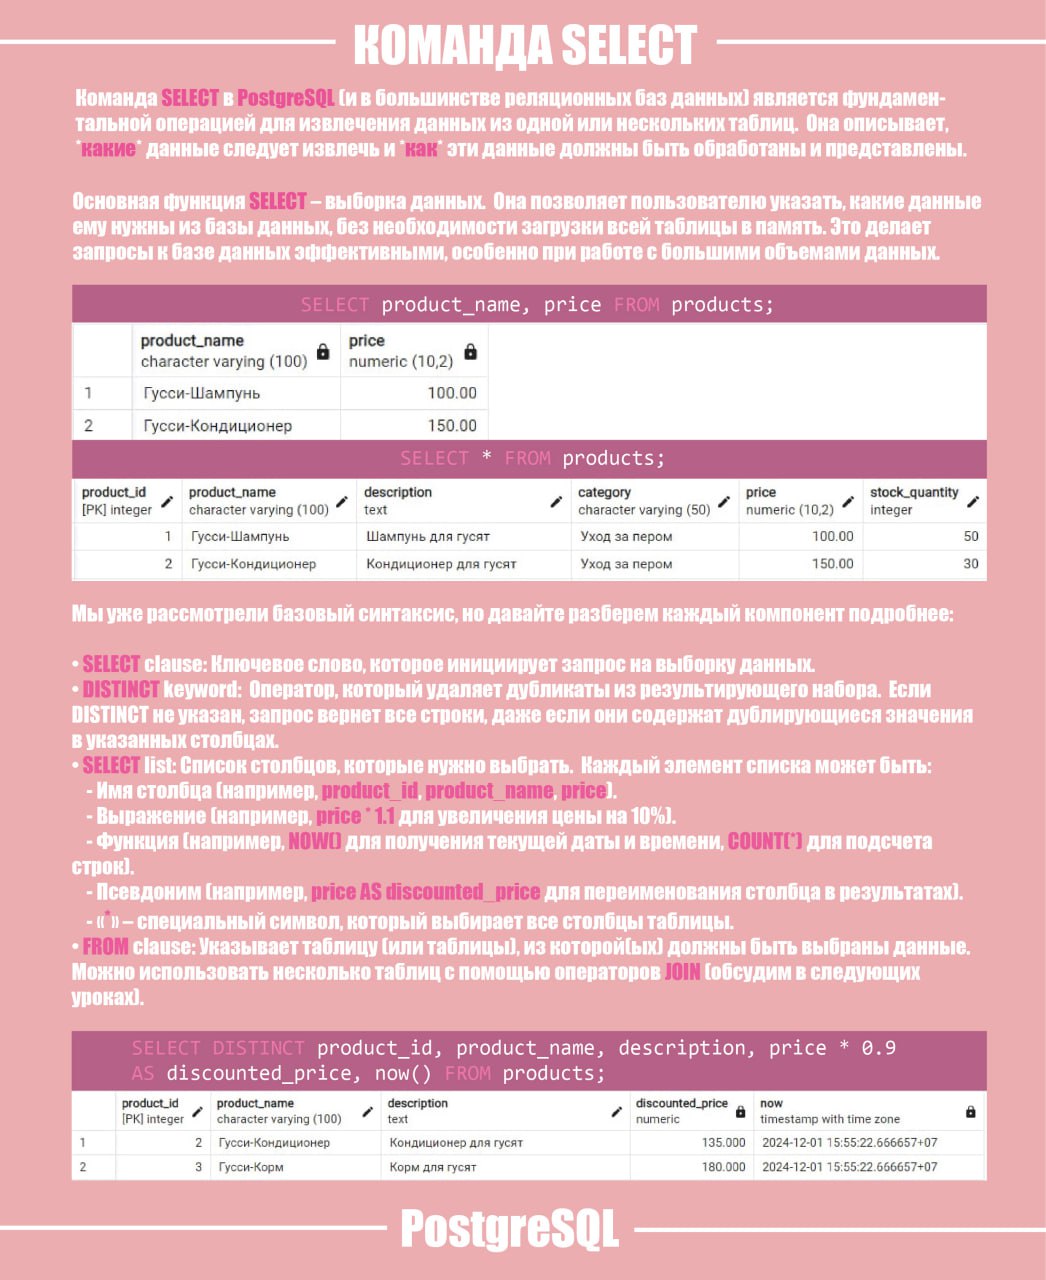 КОМАНДА SELECT
Команда SELECT в PostgreSQL (и в большинстве реляционных баз данных) является фундамен-
тальной операцией для извлечения данных из одной или нескольких таблиц. Она описывает,
*какие* данные следует извлечь и *как* эти данные должны быть обработаны и представлены.
Основная функция SELECT – выборка данных. Она позволяет пользователю указать, какие данные
ему нужны из базы данных, без необходимости загрузки всей таблицы в память. Это делает
запросы к базе данных эффективными, особенно при работе с большими объемами данных.
SELECT product_name, price FROM products;
product_name price
character varying (100) numeric (10,2)
1 Гусси-Шампунь 100.00
2 Гусси-Кондиционер 150.00
SELECT * FROM products;
product_id product_name description category price stock_quantity
[PK] integer character varying (100) text character varying (50) numeric (10,2) integer
1 Гусси-Шампунь Шампунь для гусят Уход за пером 100.00 50
2 Гусси-Кондиционер Кондиционер для гусят Уход за пером 150.00 30
Мы уже рассмотрели базовый синтаксис, но давайте разберем каждый компонент подробнее:
• SELECT clause: Ключевое слово, которое инициирует запрос на выборку данных.
• DISTINCT keyword: Оператор, который удаляет дубликаты из результирующего набора. Если
DISTINCT не указан, запрос вернет все строки, даже если они содержат дублирующиеся значения
в указанных столбцах.
• SELECT list: Список столбцов, которые нужно выбрать. Каждый элемент списка может быть:
- Имя столбца (например, product_id, product_name, price).
- Выражение (например, price * 1.1 для увеличения цены на 10%).
- Функция (например, NOW() для получения текущей даты и времени, COUNT(*) для подсчета
строк).
- Псевдоним (например, price AS discounted_price для переименования столбца в результатах).
- «*» – специальный символ, который выбирает все столбцы таблицы.
• FROM clause: Указывает таблицу (или таблицы), из которой(ых) должны быть выбраны данные.
Можно использовать несколько таблиц с помощью операторов JOIN (обсудим в следующих
уроках).
SELECT DISTINCT product_id, product_name, description, price * 0.9
AS discounted_price, now() FROM products;
product_id product_name description discounted_price now
[PK] integer character varying (100) text numeric timestamp with time zone
1 2 Гусси-Кондиционер Кондиционер для гусят 135.000 2024-12-01 15:55:22.666657+07
2 3 Гусси-Корм Корм для гусят 180.000 2024-12-01 15:55:22.666657+07
PostgreSQL